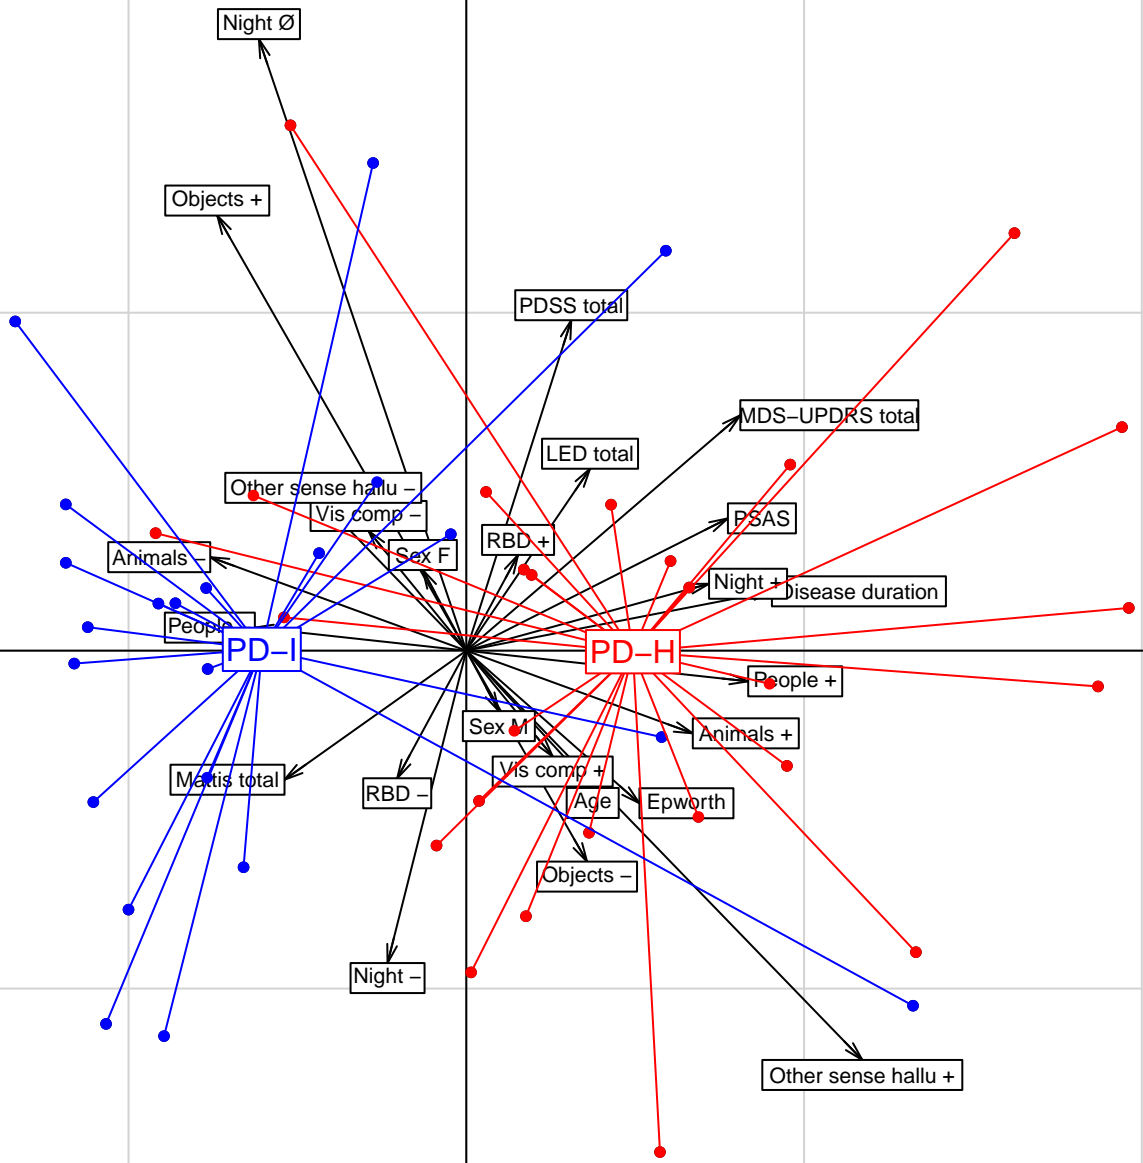 Night Ø
Objects +
PDSS total
MDS−UPDRS total
LED total
Other sense hallu −
Vis comp −
PSAS
RBD +
Sex F
Animals −
Night +
Disease duration
People
PD−I
PD−H
People +
Sex M
Animals +
Vis comp +
Mattis total
RBD −
Age
Epworth
Objects −
Night −
Other sense hallu +